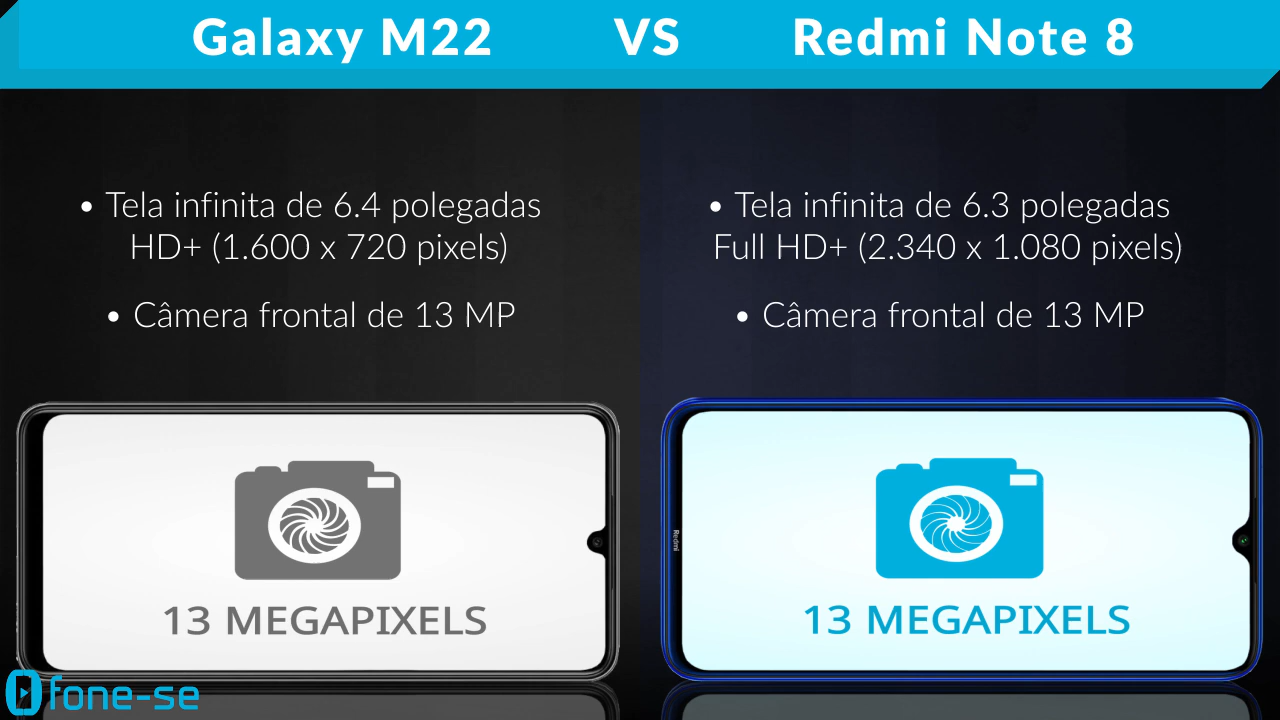 Galaxy M22 VS Redmi Note 8
• Tela infinita de 6.4 polegadas
HD+ (1.600 x 720 pixels)
• Câmera frontal de 13 MP
• Tela infinita de 6.3 polegadas
Full HD+ (2.340 x 1.080 pixels)
• Câmera frontal de 13 MP
13 MEGAPIXELS
Redmi
13 MEGAPIXELS
fone-se